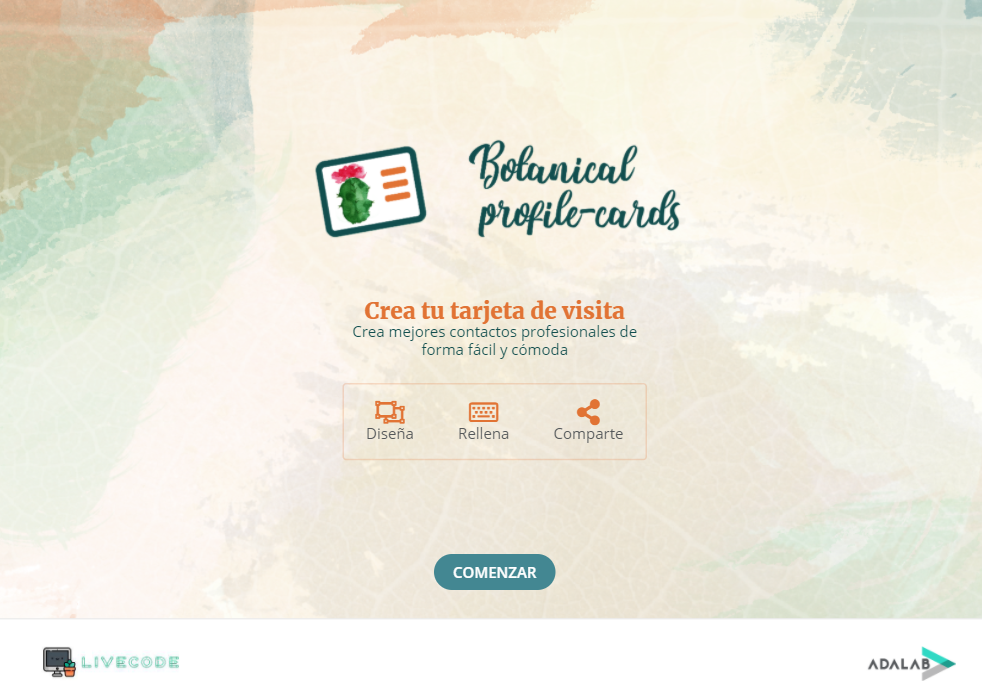 Botanical
profile-cards
Crea tu tarjeta de visita
Crea mejores contactos profesionales de
forma fácil y cómoda
Diseña Rellena Comparte
COMENZAR
LIVECODE ADALAB